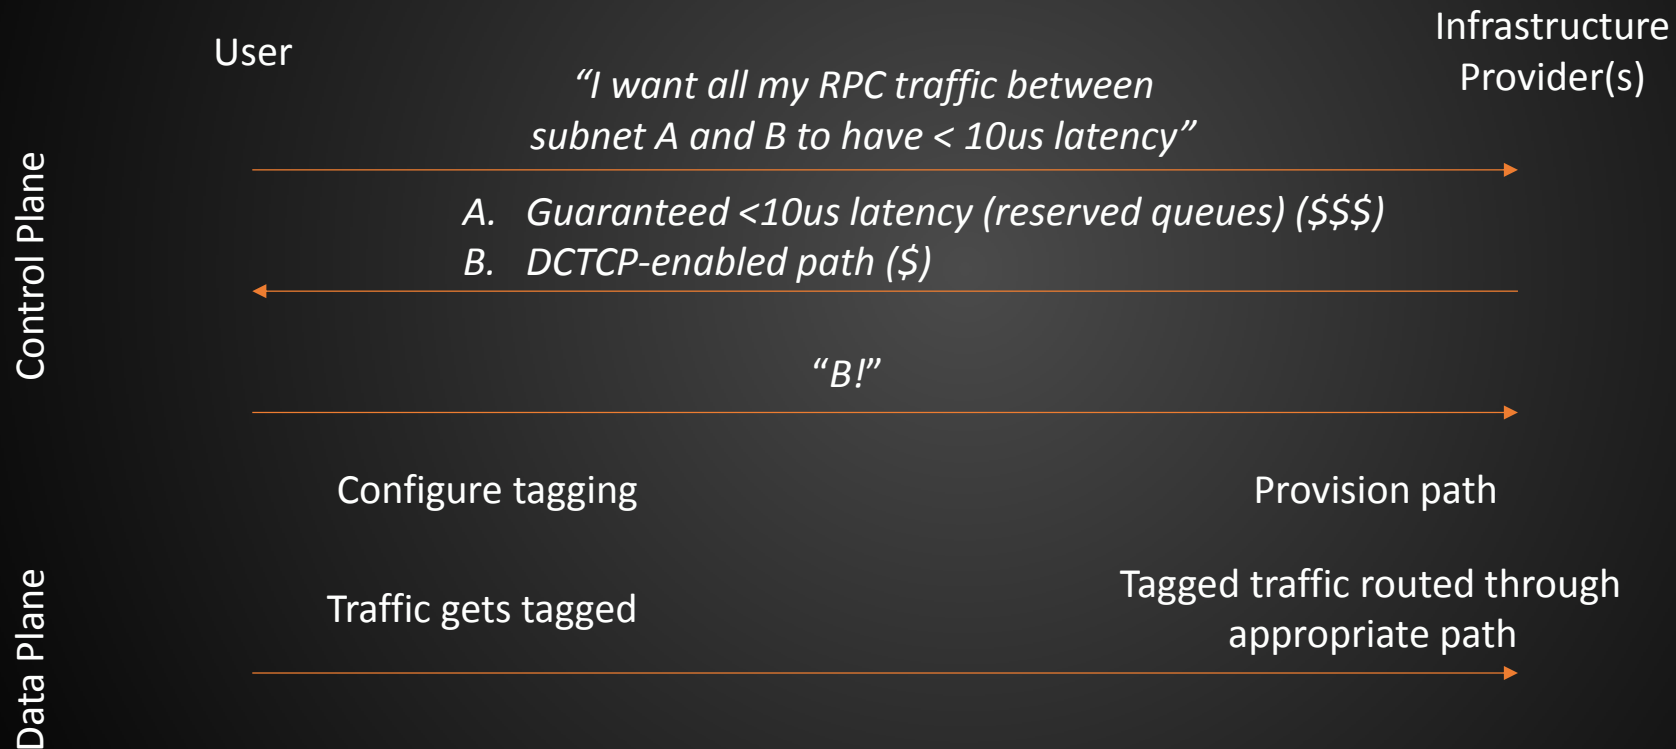 User
Infrastructure
Provider(s)
“I want all my RPC traffic between
subnet A and B to have < 10us latency”
Control Plane
A. Guaranteed <10us latency (reserved queues) ($$$)
B. DCTCP-enabled path ($)
“B!”
Configure tagging
Provision path
Data Plane
Traffic gets tagged
Tagged traffic routed through
appropriate path